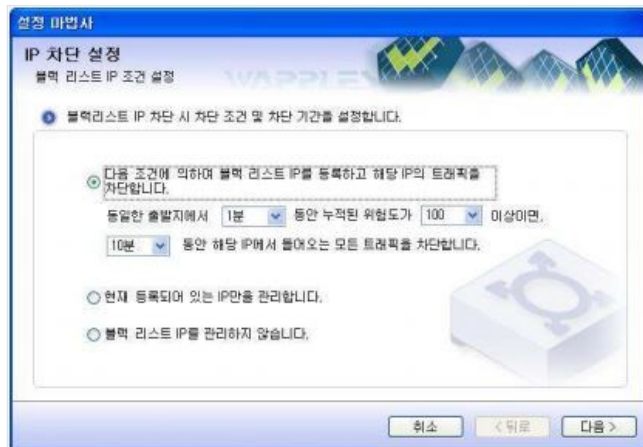 설정 마법사
IP 차단 설정
블랙 리스트 IP 조건 설정
WAPPLES
블랙리스트 IP 차단 시 차단 조건 및 차단 기간를 설정합니다.
다음 조건에 의하며 블랙 리스트 IP를 등록하고 해당 IP의 트래픽을
차단합니다.
동일한 출발지에서 1분 동안 누적된 위험도가 100 이상이면,
10분 동안 해당 IP에서 들어오는 모든 트래픽을 차단합니다.
현재 등록되어 있는 IP만을 관리합니다.
블랙 리스트 IP를 관리하지 않습니다.
취소 < 뒤로 다음 >